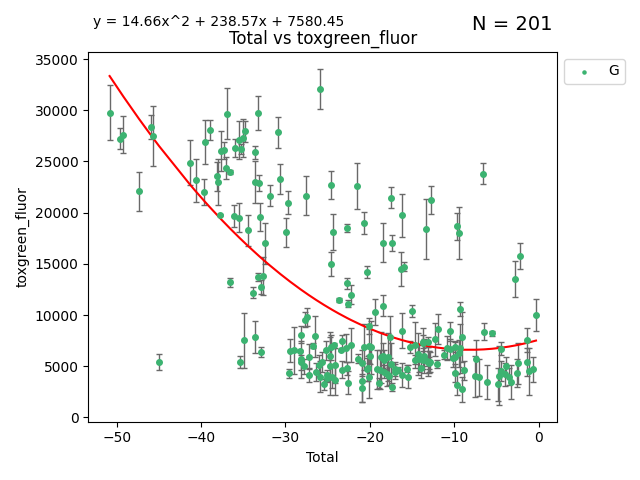 y = 14.66x^2 + 238.57x + 7580.45
N = 201
Total vs toxgreen_fluor
G
toxgreen_fluor
35000
30000
25000
20000
15000
10000
5000
0
−50 −40 −30 −20 −10 0
Total